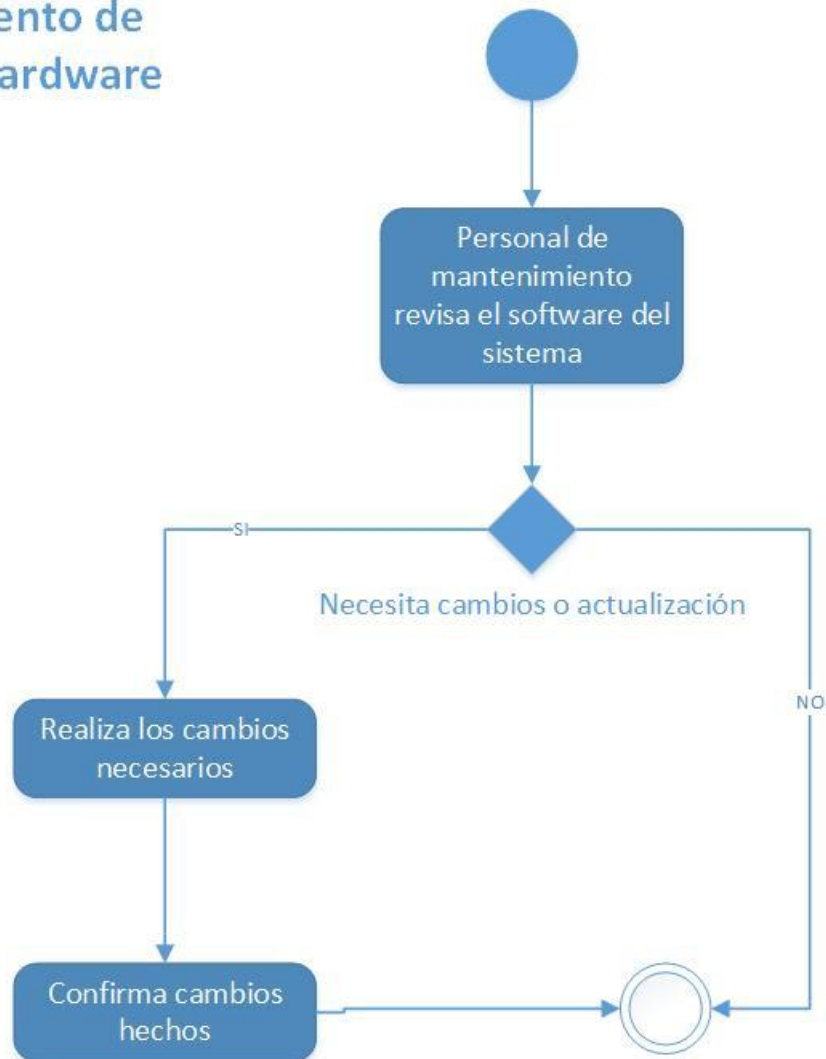 ento de
ardware
Personal de
mantenimiento
revisa el software del
sistema
SI
Necesita cambios o actualización
NO
Realiza los cambios
necesarios
Confirma cambios
hechos